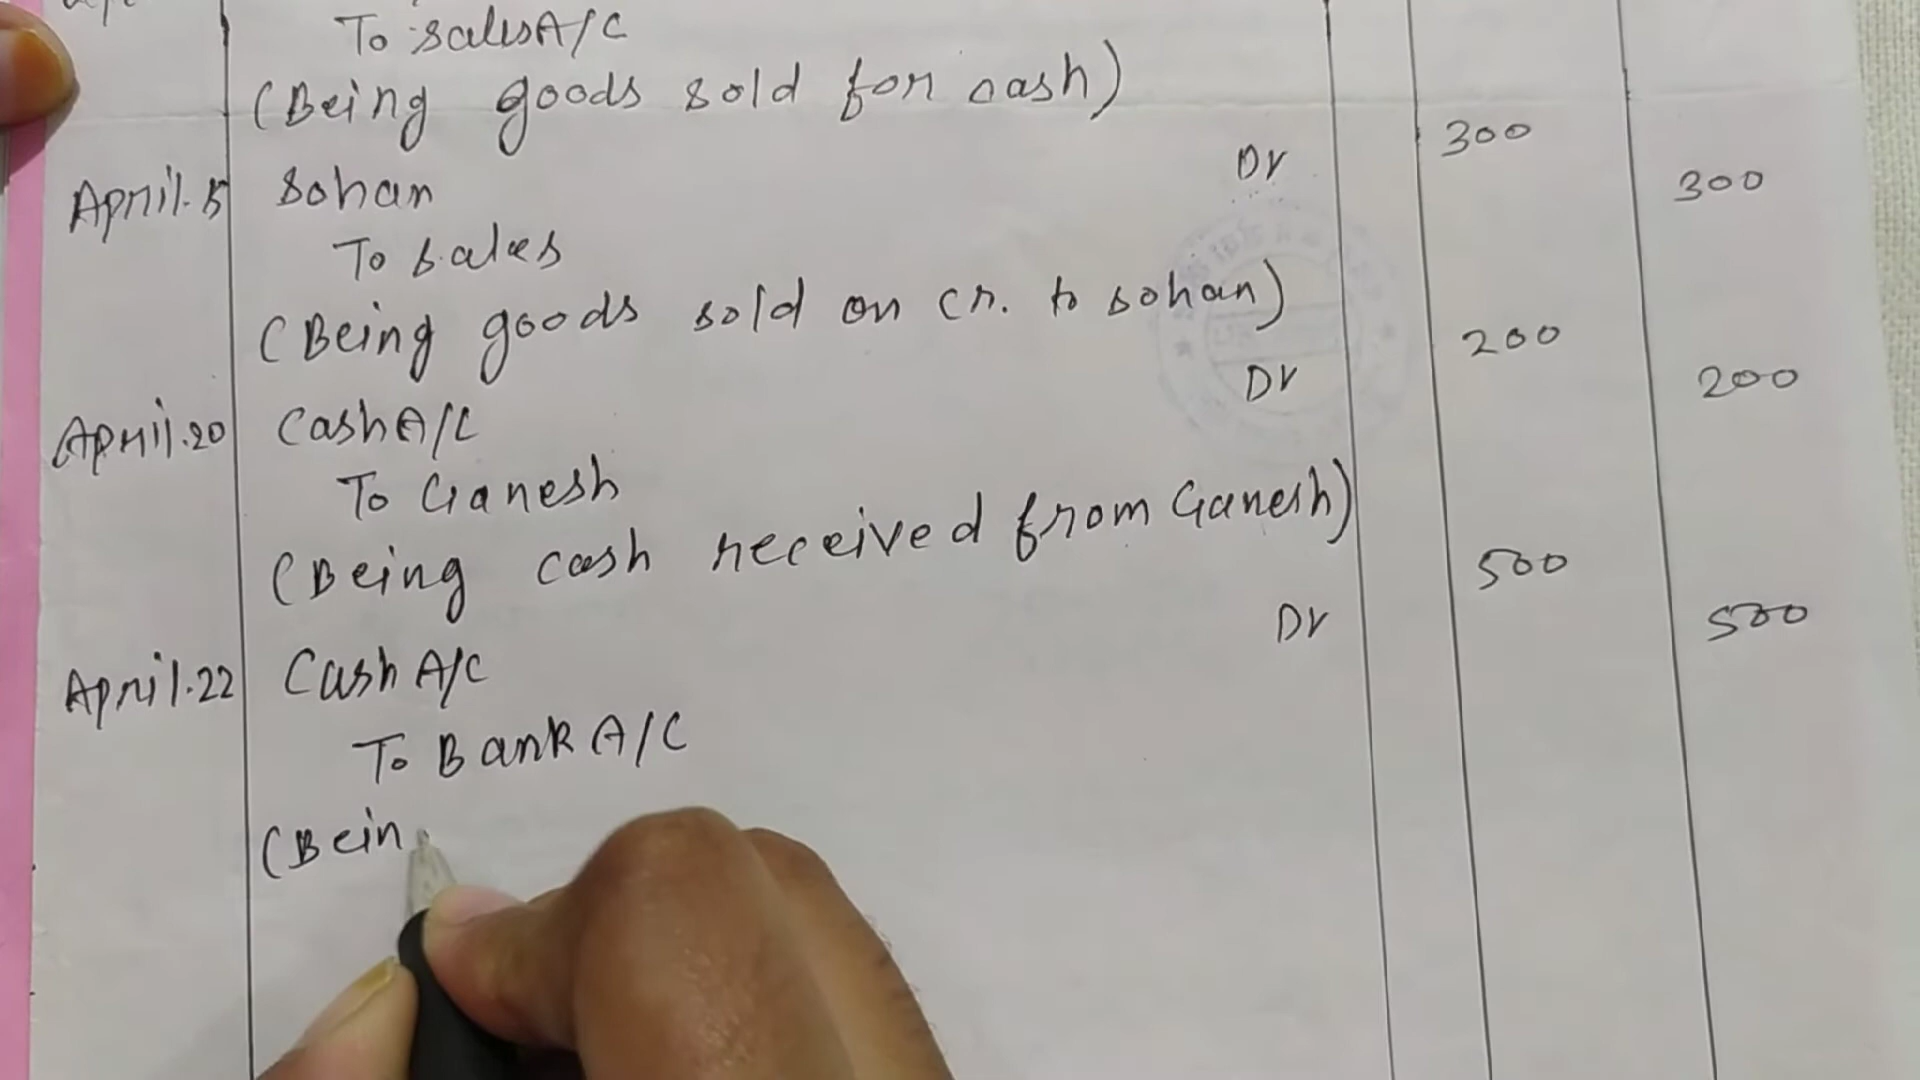 To Sales A/C
(Being goods sold for cash)
April.5 Sohan Dr 300
To Sales 300
(Being goods sold on cr. to sohan)
April.20 Cash A/C Dr 200
To Ganesh 200
(Being cash received from Ganesh)
April.22 Cash A/C Dr 500
To Bank A/C 500
(Bein